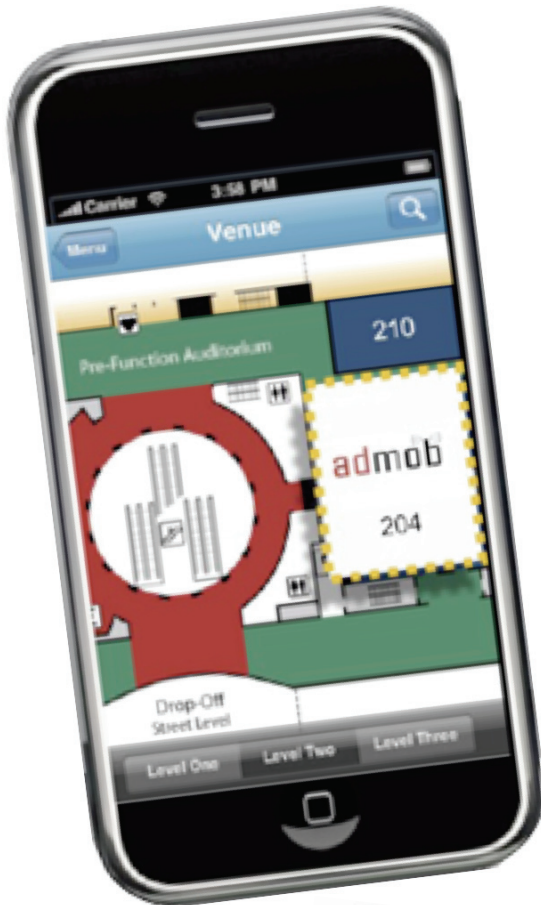 Carrier 3:58 PM
Menu
Venue
Pre-Function Auditorium
210
admob
204
Drop-Off
Street Level
Level One Level Two Level Three